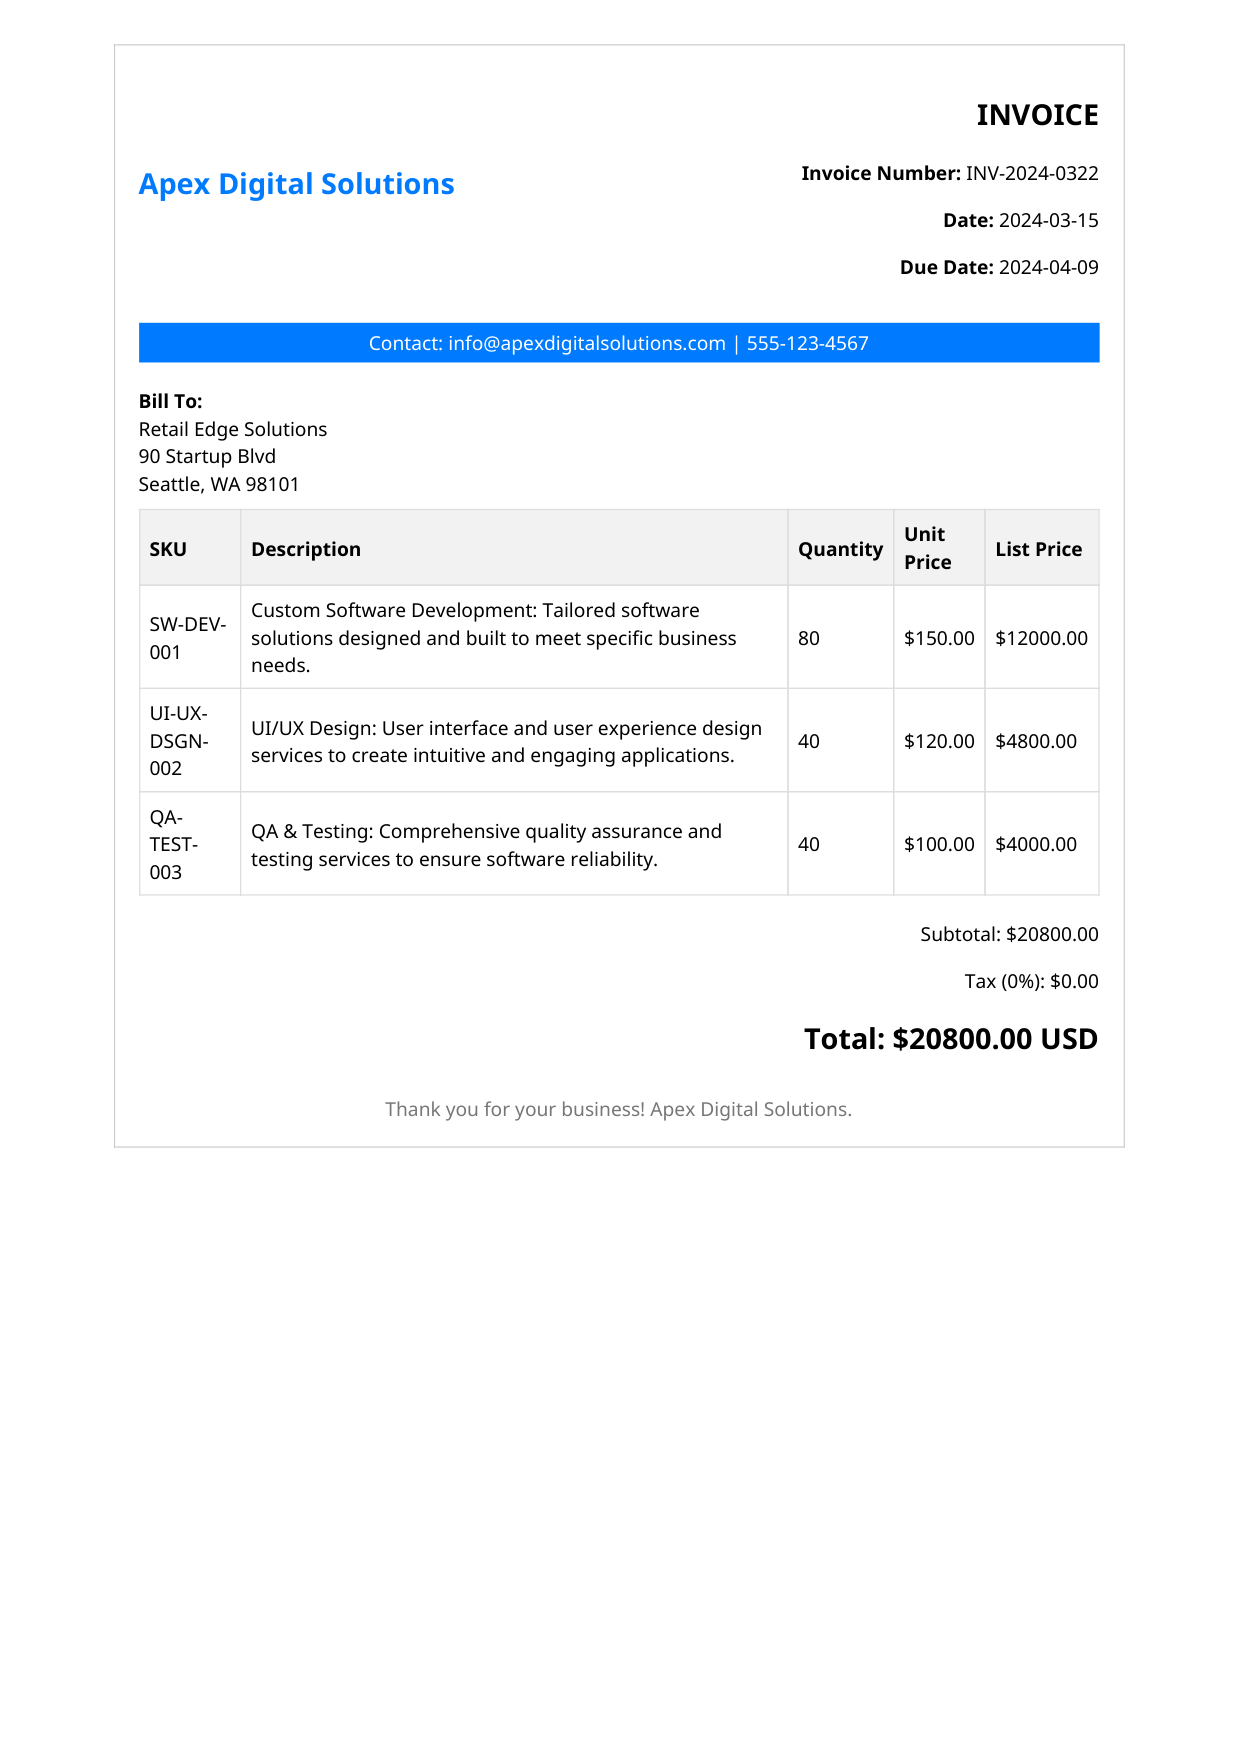 INVOICE
Apex Digital Solutions
Invoice Number: INV-2024-0322
Date: 2024-03-15
Due Date: 2024-04-09
Contact: info@apexdigitalsolutions.com | 555-123-4567
Bill To:
Retail Edge Solutions
90 Startup Blvd
Seattle, WA 98101
SKU Description Quantity Unit Price List Price
SW-DEV-001 Custom Software Development: Tailored software solutions designed and built to meet specific business needs. 80 $150.00 $12000.00
UI-UX-DSGN-002 UI/UX Design: User interface and user experience design services to create intuitive and engaging applications. 40 $120.00 $4800.00
QA-TEST-003 QA & Testing: Comprehensive quality assurance and testing services to ensure software reliability. 40 $100.00 $4000.00
Subtotal: $20800.00
Tax (0%): $0.00
Total: $20800.00 USD
Thank you for your business! Apex Digital Solutions.